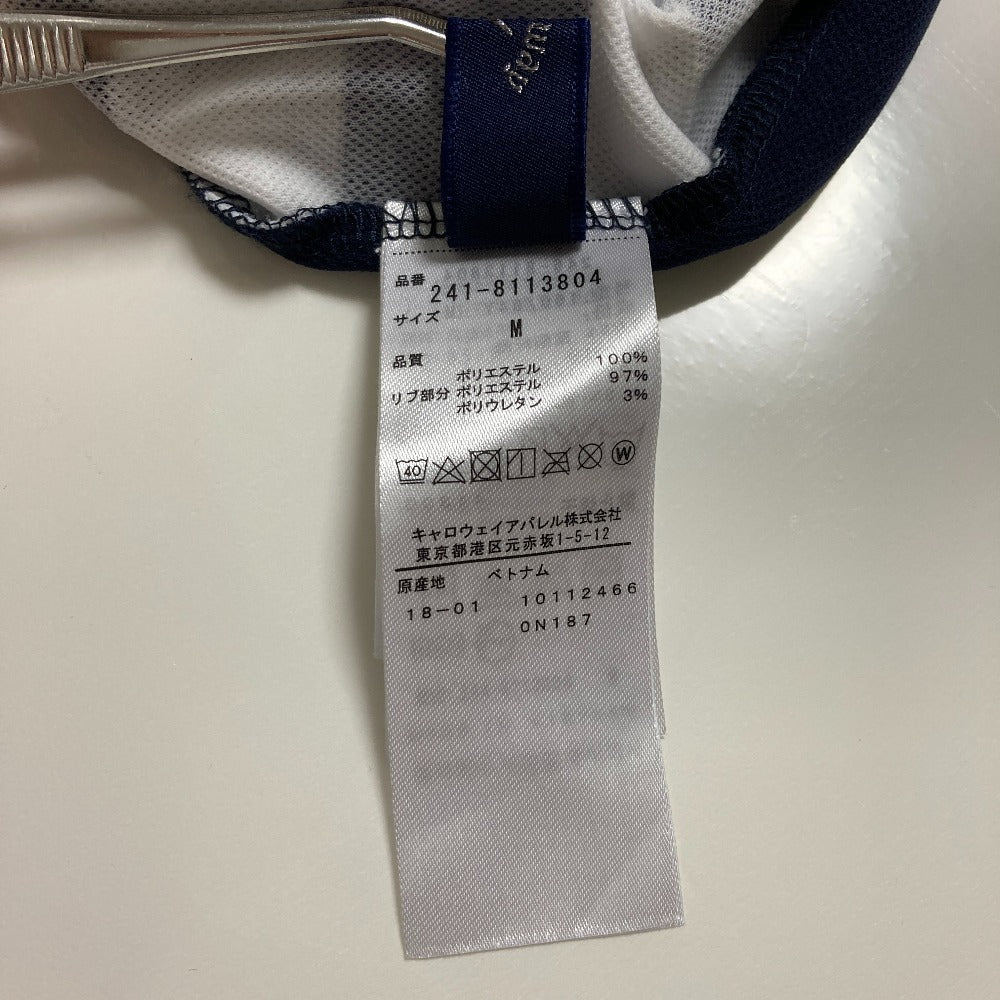 品番 241-8113804
サイズ M
品質 ポリエステル 100%
リブ部分 ポリエステル 97%
ポリウレタン 3%
40 W
キャロウェイアパレル株式会社
東京都港区元赤坂1-5-12
原産地 ベトナム
18-01 10112466
0N187